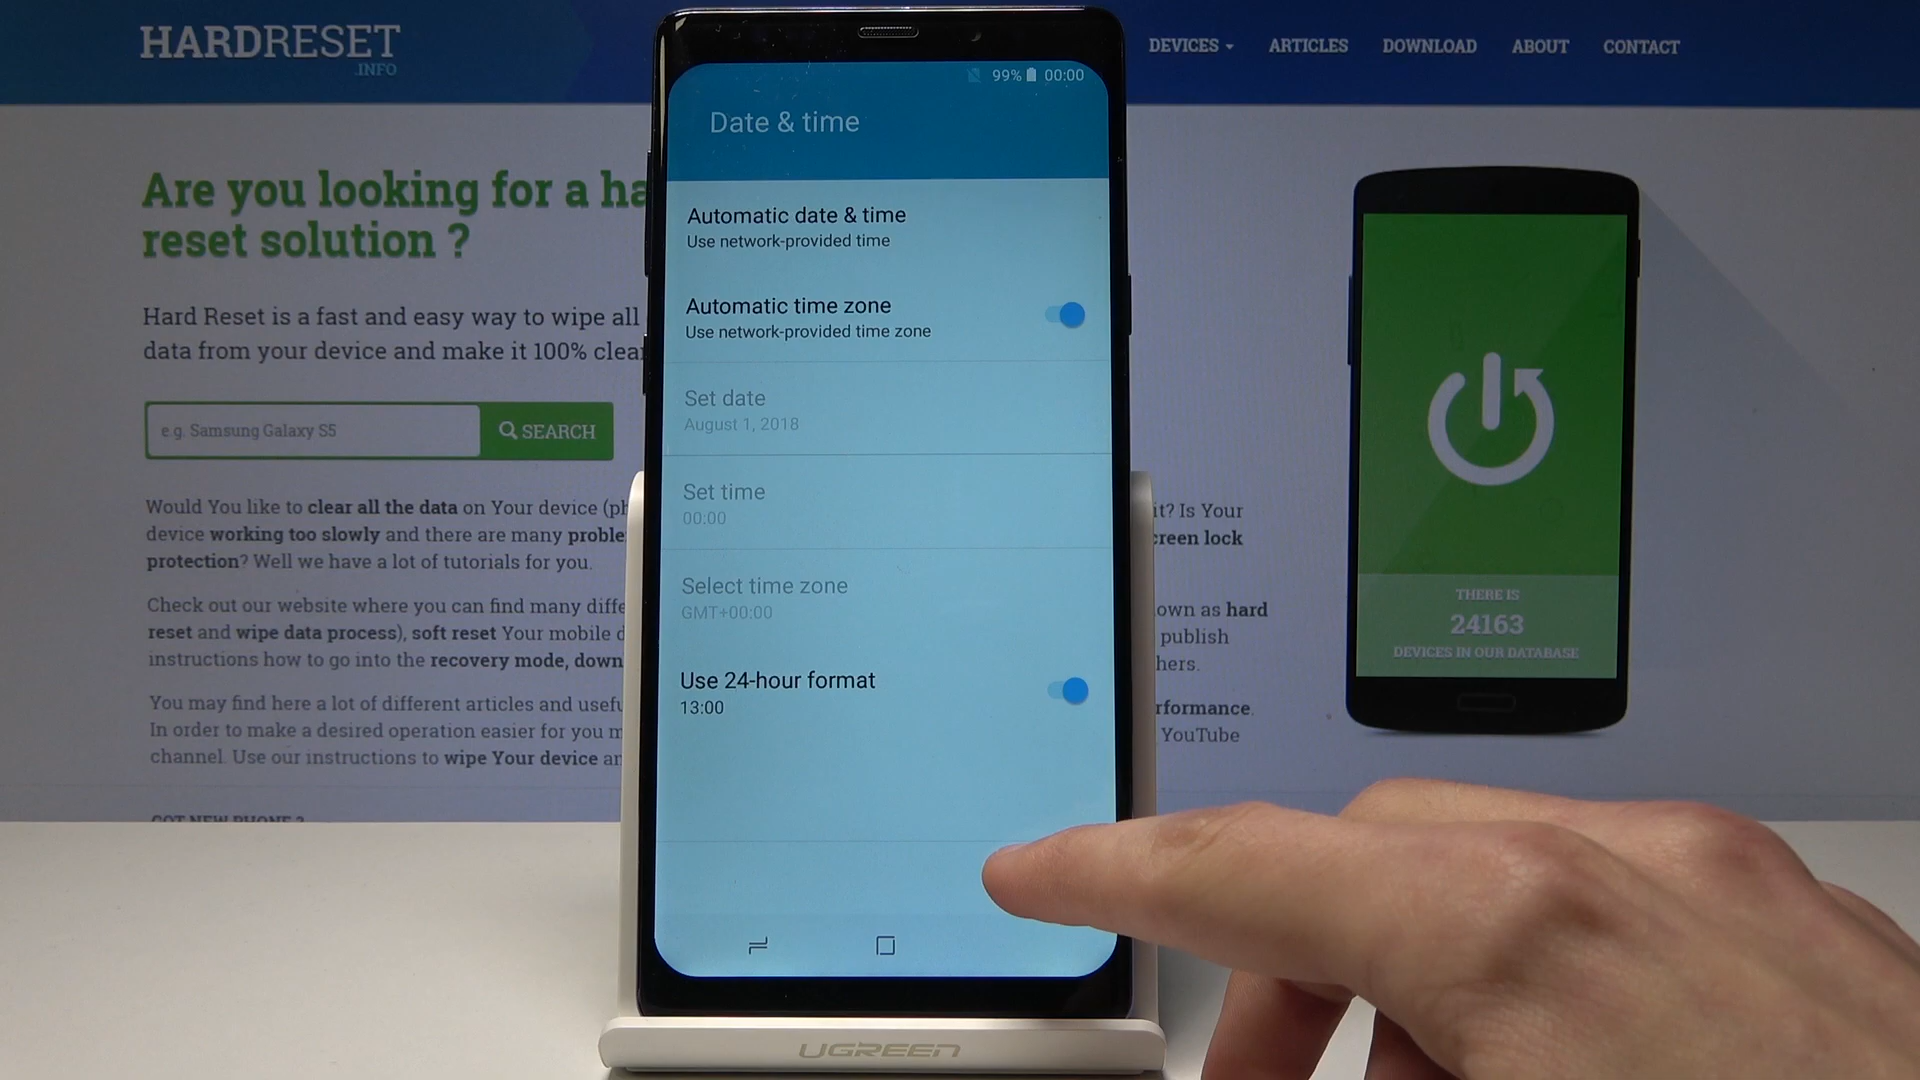 HARDRESET
.INFO
DEVICES
ARTICLES
DOWNLOAD
ABOUT
CONTACT
Are you looking for a ha
reset solution ?
Hard Reset is a fast and easy way to wipe all
data from your device and make it 100% clea
e.g. Samsung Galaxy S5
SEARCH
Would You like to clear all the data on Your device (ph
device working too slowly and there are many proble
protection? Well we have a lot of tutorials for you.
Check out our website where you can find many diffe
reset and wipe data process), soft reset Your mobile d
instructions how to go into the recovery mode, down
You may find here a lot of different articles and usefu
In order to make a desired operation easier for you m
channel. Use our instructions to wipe Your device an
GOT NEW PHONE ?
99% 00:00
Date & time
Automatic date & time
Use network-provided time
Automatic time zone
Use network-provided time zone
Set date
August 1, 2018
Set time
00:00
Select time zone
GMT+00:00
Use 24-hour format
13:00
UGREEN
it? Is Your
creen lock
own as hard
publish
hers.
rformance.
YouTube
THERE IS
24163
DEVICES IN OUR DATABASE